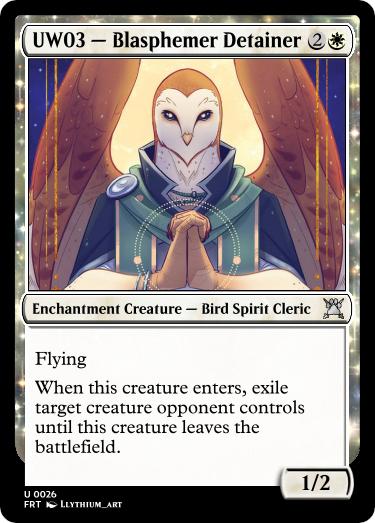 UW03 — Blasphemer Detainer 2
Enchantment Creature — Bird Spirit Cleric
Flying
When this creature enters, exile
target creature opponent controls
until this creature leaves the
battlefield.
1/2
U 0026
FRT Llythium_art